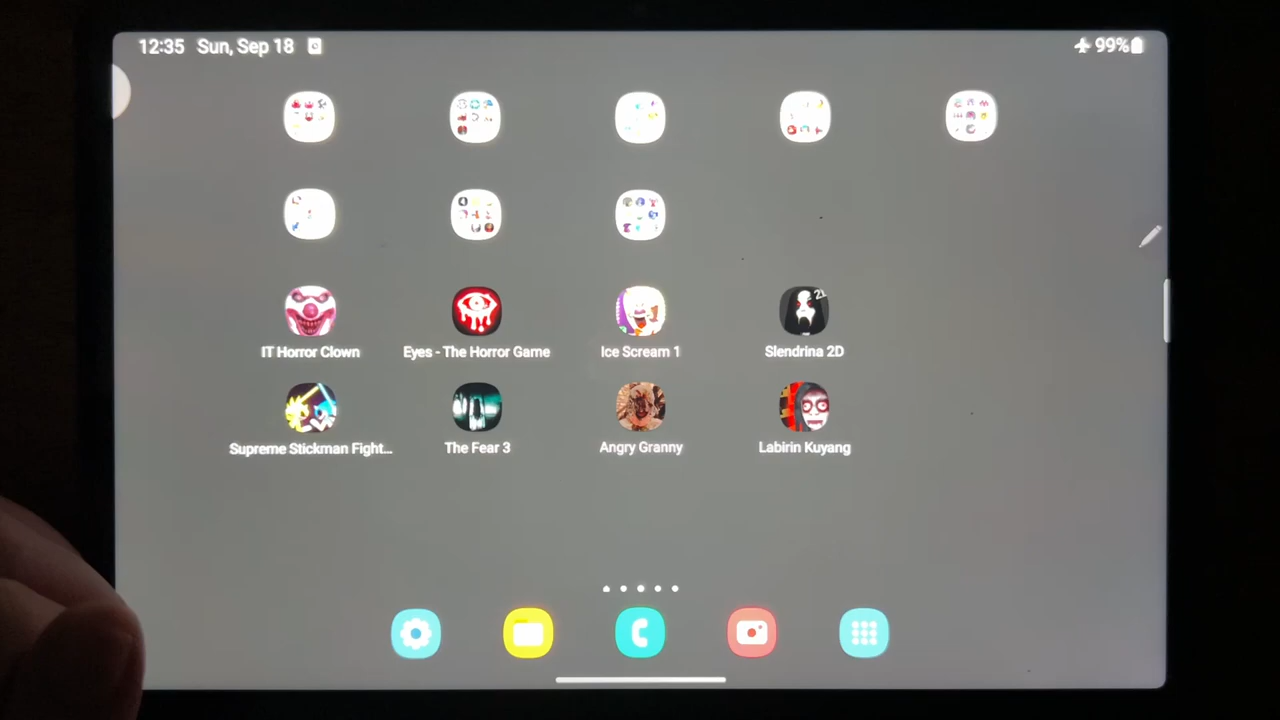 12:35 Sun, Sep 18 99%
IT Horror Clown Eyes - The Horror Game Ice Scream 1 Slendrina 2D
Supreme Stickman Fight... The Fear 3 Angry Granny Labirin Kuyang